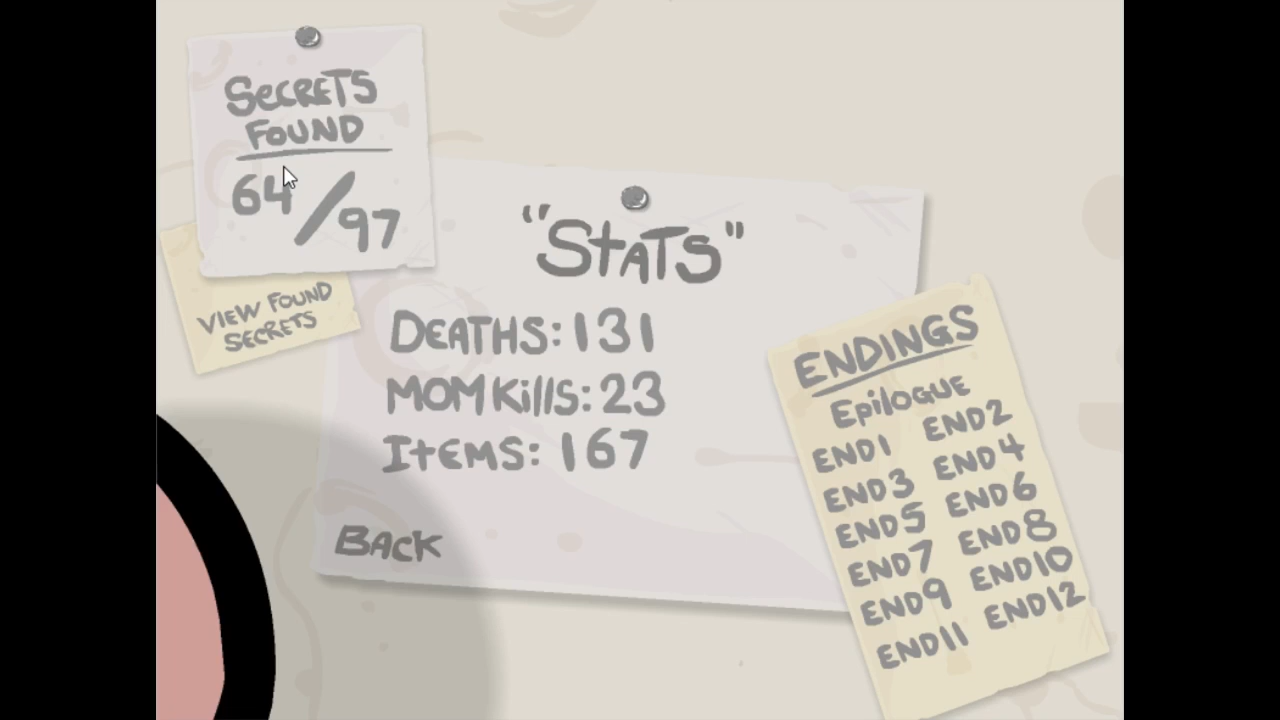 SECRETS
FOUND
64/97
VIEW FOUND
SECRETS
"STATS"
DEATHS: 131
MOM Kills: 23
ITEMS: 167
BACK
ENDINGS
EpilOGUE
END1 END2
END3 END4
END5 END6
END7 END8
END9 END10
END11 END12